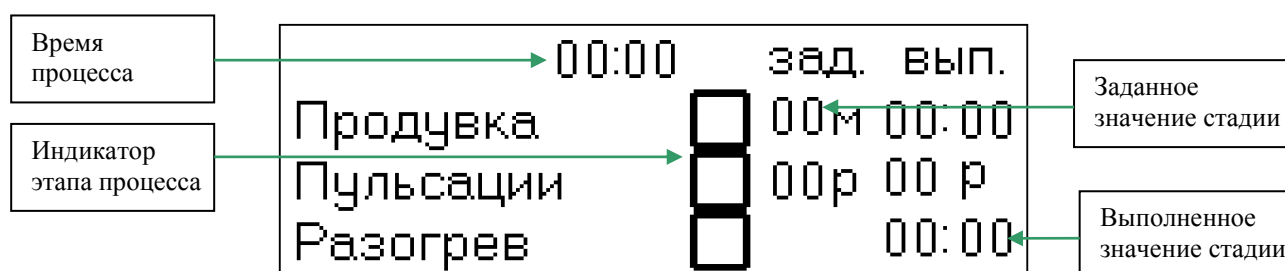 Время
процесса
Индикатор
этапа процесса
00:00 зад. вып.
Продувка 00м 00:00
Пульсации 00р 00 р
Разогрев 00:00
Заданное
значение стадии
Выполненное
значение стадии